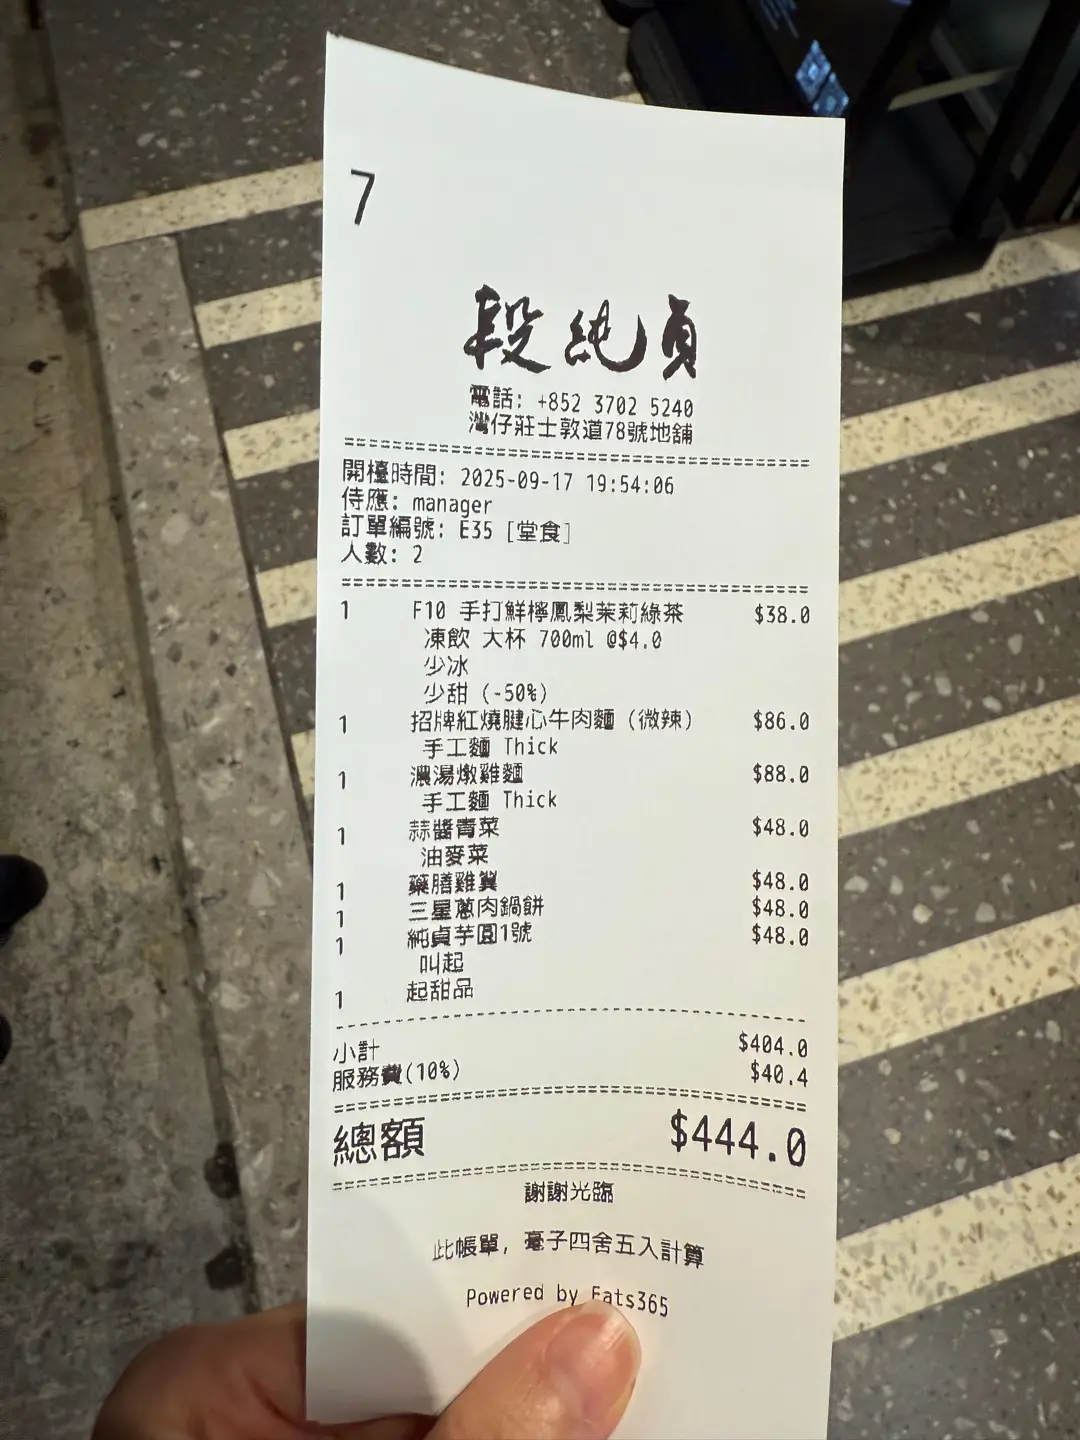 7
段純貞
電話: +852 3702 5240
灣仔莊士敦道78號地舖
開檯時間: 2025-09-17 19:54:06
侍應: manager
訂單編號: E35 [堂食]
人數: 2
1 F10 手打鮮檸鳳梨茉莉綠茶 $38.0
凍飲 大杯 700ml @$4.0
少冰
少甜 (-50%)
1 招牌紅燒腱心牛肉麵 (微辣) $86.0
手工麵 Thick
1 濃湯燉雞麵 $88.0
手工麵 Thick
1 蒜醬青菜 $48.0
油麥菜
1 藥膳雞翼 $48.0
1 三星蔥肉鍋餅 $48.0
1 純貞芋圓1號 $48.0
叫起
1 起甜品
小計 $404.0
服務費(10%) $40.4
總額 $444.0
謝謝光臨
此帳單, 毫子四舍五入計算
Powered by Eats365